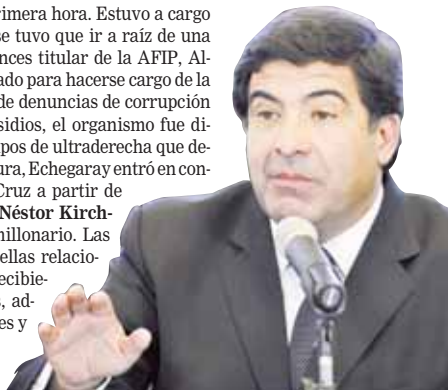 rimera hora. Estuvo a cargo
se tuvo que ir a raíz de una
nces titular de la AFIP, Al-
ado para hacerse cargo de la
de denuncias de corrupción
sidios, el organismo fue di-
pos de ultraderecha que de-
ura, Echegaray entró en con-
Cruz a partir de
Néstor Kirch-
millonario. Las
ellas relacio-
ecibie-
s, ad-
es y